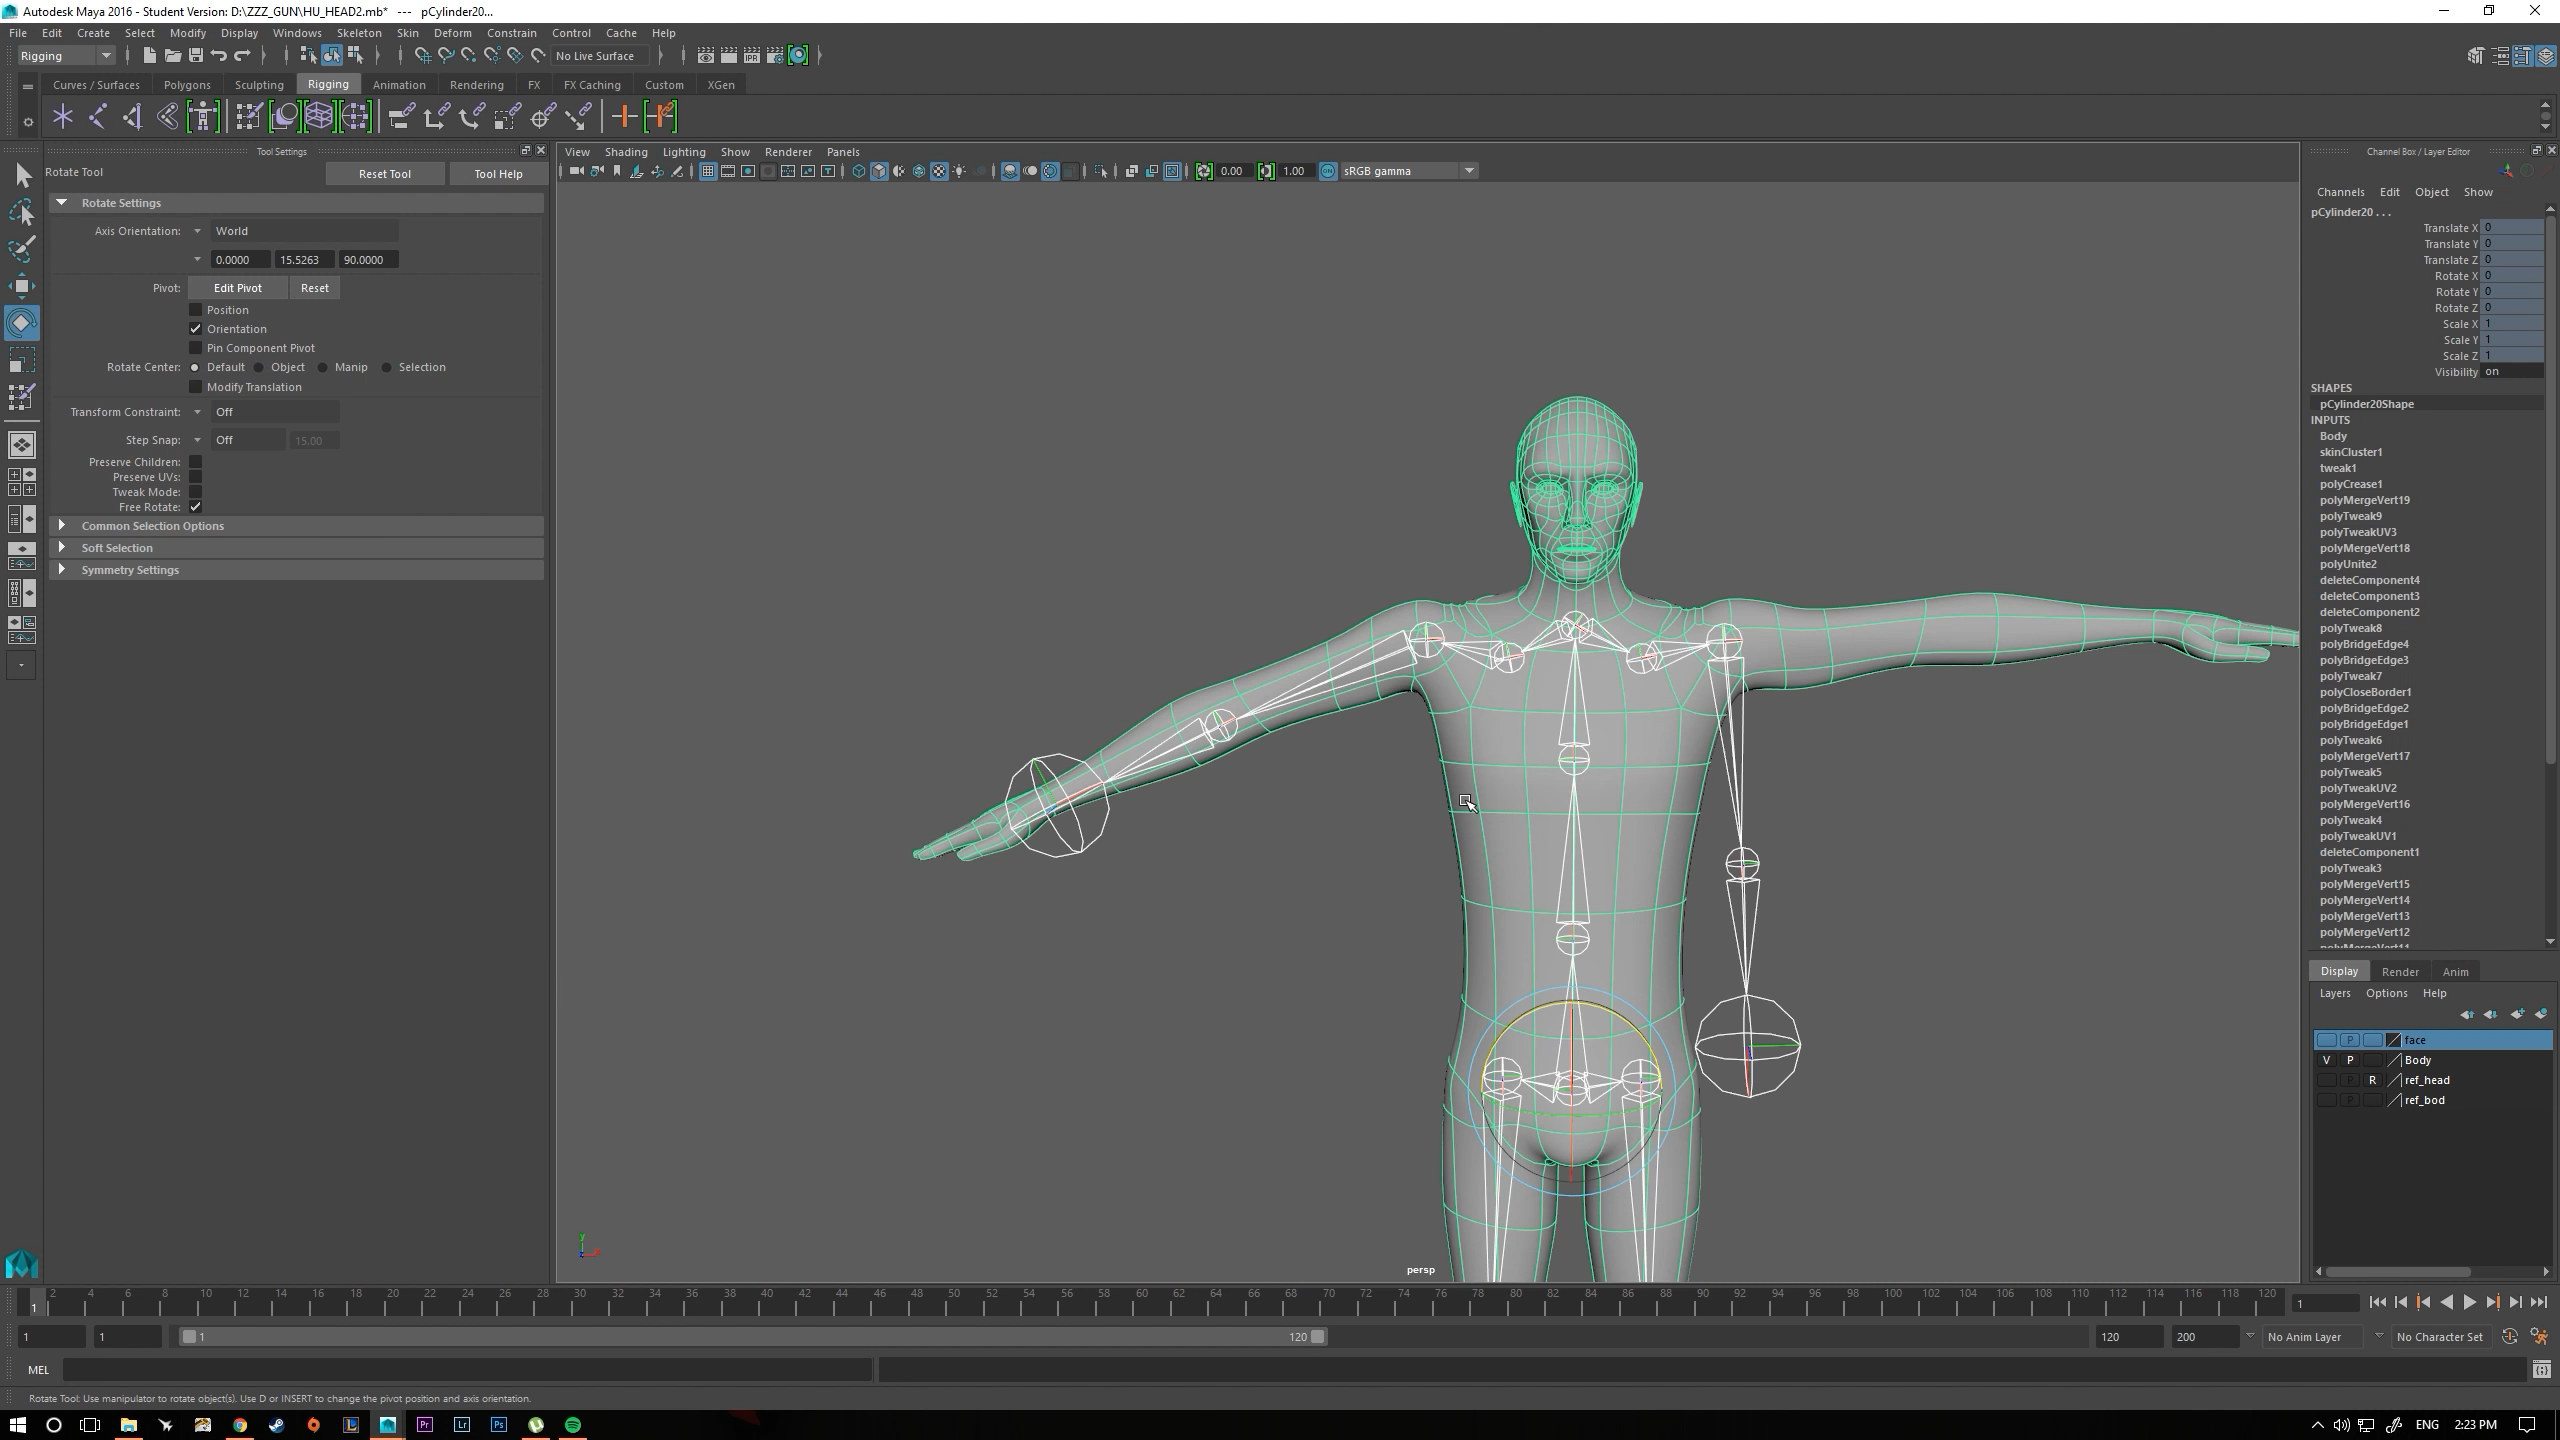 Autodesk Maya 2016 - Student Version: D:\ZZZ_GUN\HU_HEAD2.mb*   ---   pCylinder20...
File Edit Create Select Modify Display Windows Skeleton Skin Deform Constrain Control Cache Help
Rigging No Live Surface
Curves / Surfaces Polygons Sculpting Rigging Animation Rendering FX FX Caching Custom XGen
Tool Settings
Rotate Tool Reset Tool Tool Help
Rotate Settings
Axis Orientation: World
0.0000 15.5263 90.0000
Pivot: Edit Pivot Reset
Position
Orientation
Pin Component Pivot
Rotate Center: Default Object Manip Selection
Modify Translation
Transform Constraint: Off
Step Snap: Off 15.00
Preserve Children:
Preserve UVs:
Tweak Mode:
Free Rotate:
Common Selection Options
Soft Selection
Symmetry Settings
View Shading Lighting Show Renderer Panels
0.00 1.00 sRGB gamma
persp
Channel Box / Layer Editor
Channels Edit Object Show
pCylinder20 . . .
Translate X 0
Translate Y 0
Translate Z 0
Rotate X 0
Rotate Y 0
Rotate Z 0
Scale X 1
Scale Y 1
Scale Z 1
Visibility on
SHAPES
pCylinder20Shape
INPUTS
Body
skinCluster1
tweak1
polyCrease1
polyMergeVert19
polyTweak9
polyTweakUV3
polyMergeVert18
polyUnite2
deleteComponent4
deleteComponent3
deleteComponent2
polyTweak8
polyBridgeEdge4
polyBridgeEdge3
polyTweak7
polyCloseBorder1
polyBridgeEdge2
polyBridgeEdge1
polyTweak6
polyMergeVert17
polyTweak5
polyTweakUV2
polyMergeVert16
polyTweak4
polyTweakUV1
deleteComponent1
polyTweak3
polyMergeVert15
polyMergeVert14
polyMergeVert13
polyMergeVert12
polyMergeVert11
Display Render Anim
Layers Options Help
P face
V P Body
P R ref_head
P ref_bod
1 2 4 6 8 10 12 14 16 18 20 22 24 26 28 30 32 34 36 38 40 42 44 46 48 50 52 54 56 58 60 62 64 66 68 70 72 74 76 78 80 82 84 86 88 90 92 94 96 98 100 102 104 106 108 110 112 114 116 118 120 1
1 1 1 120 120 200 No Anim Layer No Character Set
MEL
Rotate Tool: Use manipulator to rotate object(s). Use D or INSERT to change the pivot position and axis orientation.
Pr Lr Ps ENG 2:23 PM